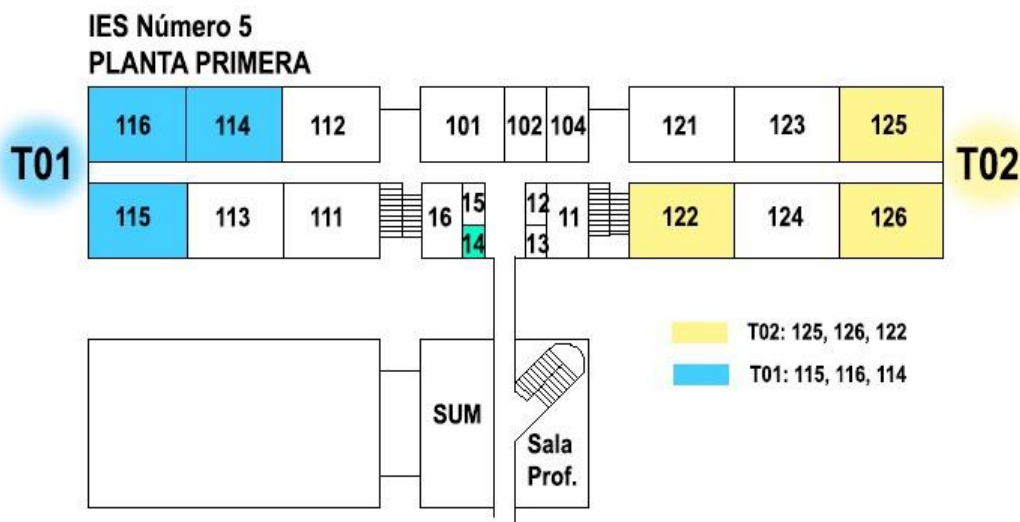 IES Número 5
PLANTA PRIMERA
T01
116 114 112 101 102 104 121 123 125
T02
115 113 111 16 15 12 11 122 124 126
14 13
T02: 125, 126, 122
T01: 115, 116, 114
SUM
Sala
Prof.